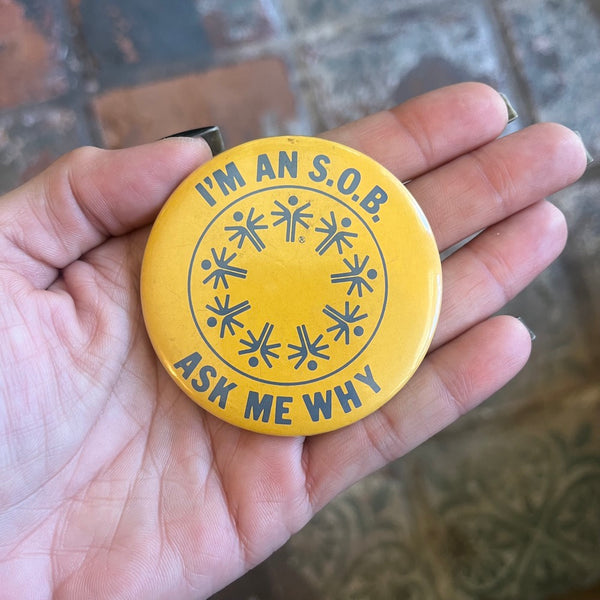 I'M AN S.O.B.
®
ASK ME WHY